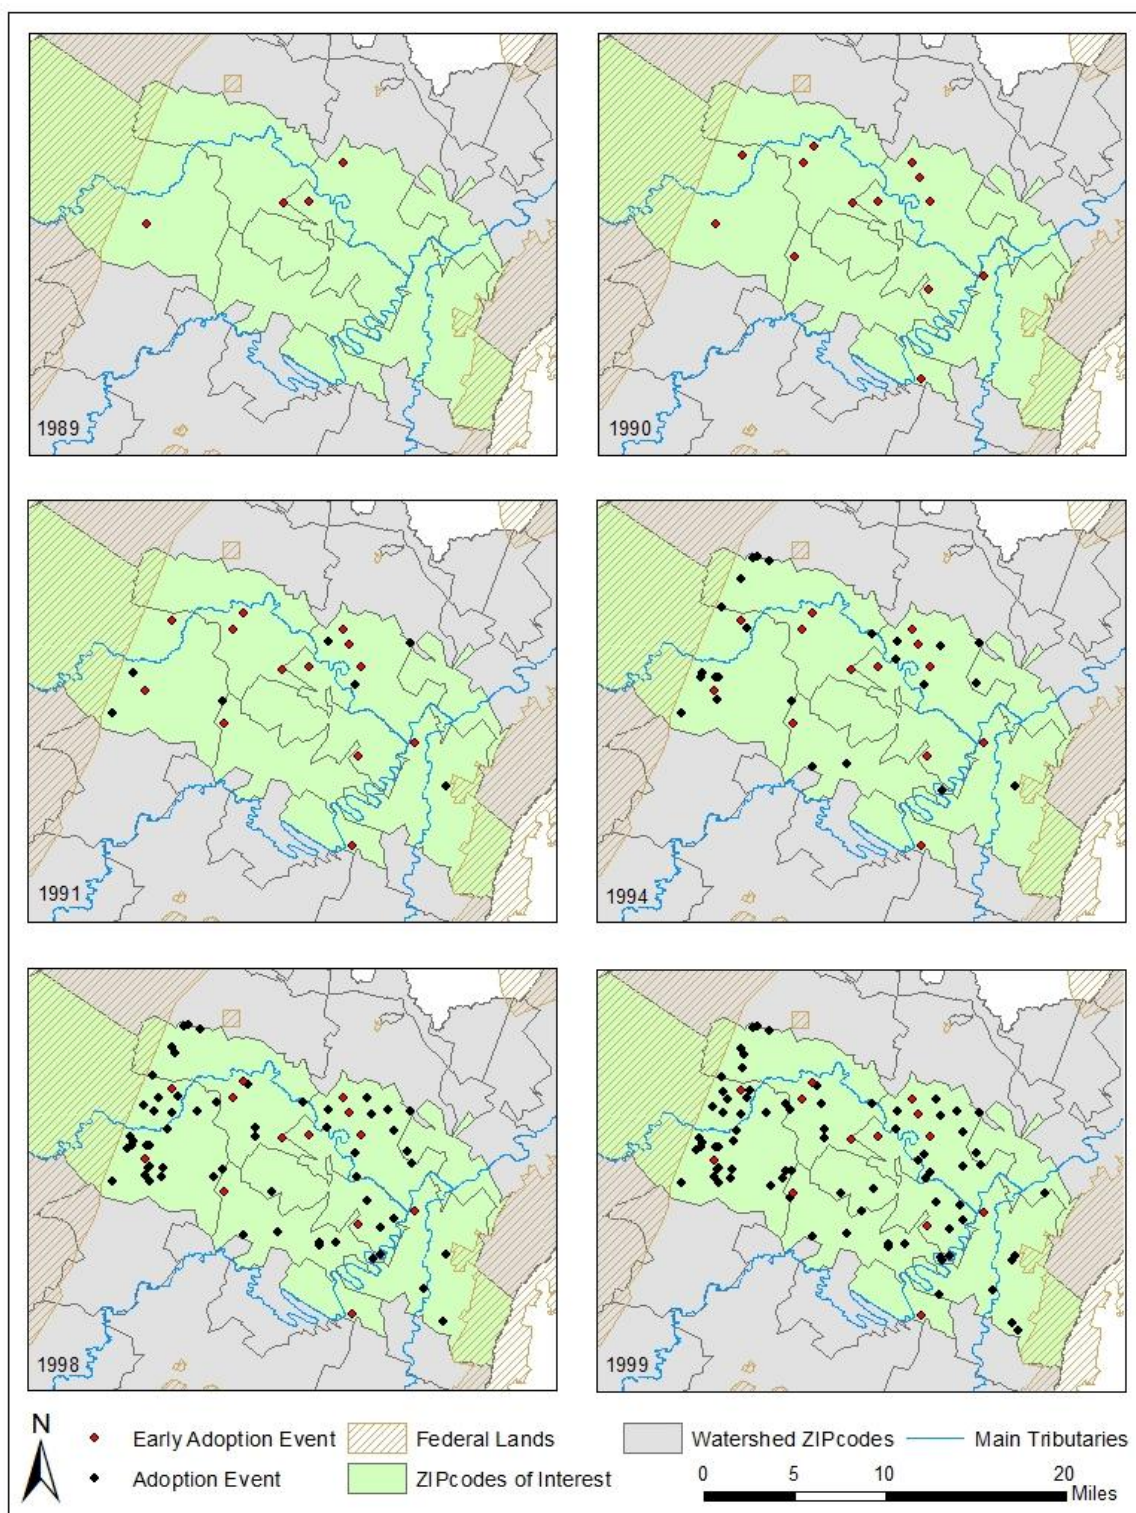 1989
1990
1991
1994
1998
1999
N
Early Adoption Event
Federal Lands
Watershed ZIPcodes
Main Tributaries
Adoption Event
ZIPcodes of Interest
0 5 10 20
Miles